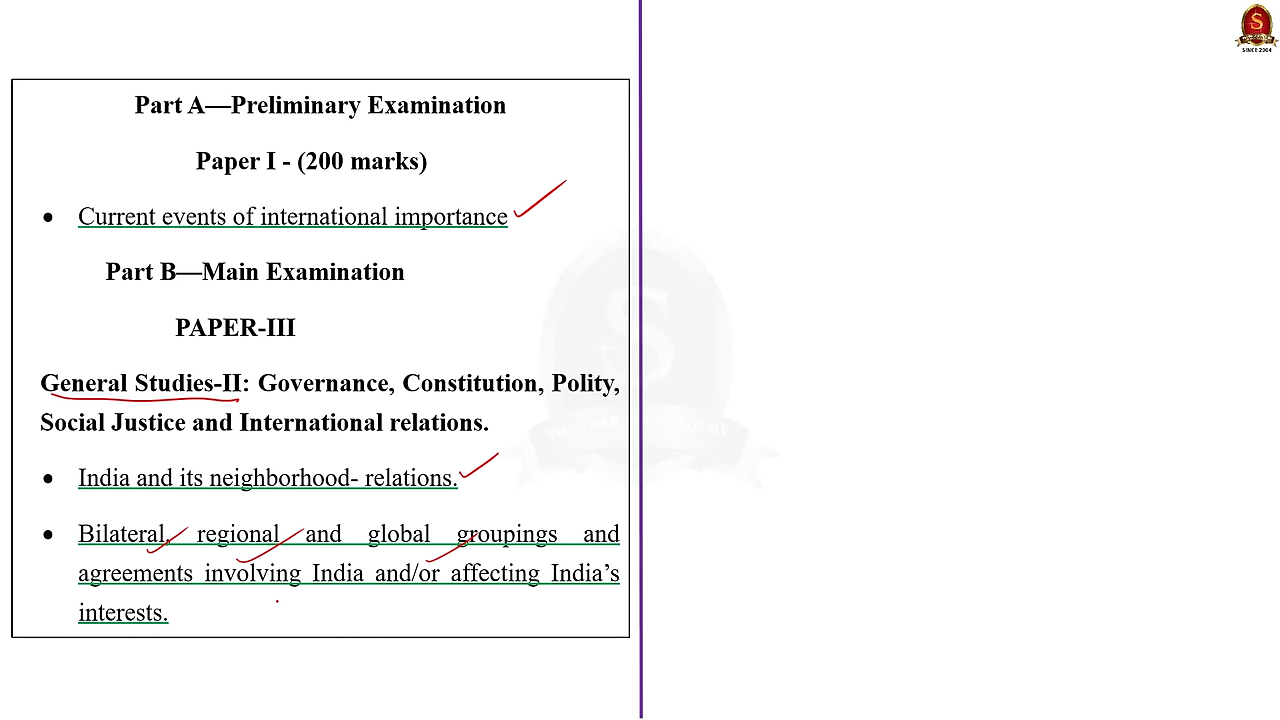 Part A—Preliminary Examination
Paper I - (200 marks)
• Current events of international importance
Part B—Main Examination
PAPER-III
General Studies-II: Governance, Constitution, Polity,
Social Justice and International relations.
• India and its neighborhood- relations.
• Bilateral, regional and global groupings and
agreements involving India and/or affecting India’s
interests.
S
SINCE 2004
S